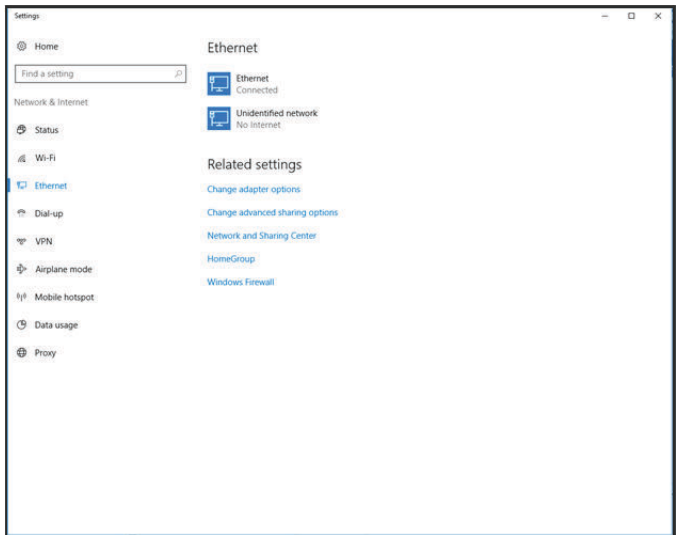 Settings
Home
Find a setting
Network & Internet
Status
Wi-Fi
Ethernet
Dial-up
VPN
Airplane mode
Mobile hotspot
Data usage
Proxy
Ethernet
Ethernet
Connected
Unidentified network
No Internet
Related settings
Change adapter options
Change advanced sharing options
Network and Sharing Center
HomeGroup
Windows Firewall